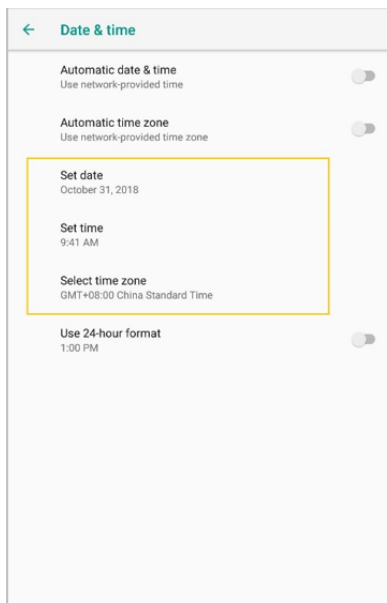 Date & time
Automatic date & time
Use network-provided time
Automatic time zone
Use network-provided time zone
Set date
October 31, 2018
Set time
9:41 AM
Select time zone
GMT+08:00 China Standard Time
Use 24-hour format
1:00 PM